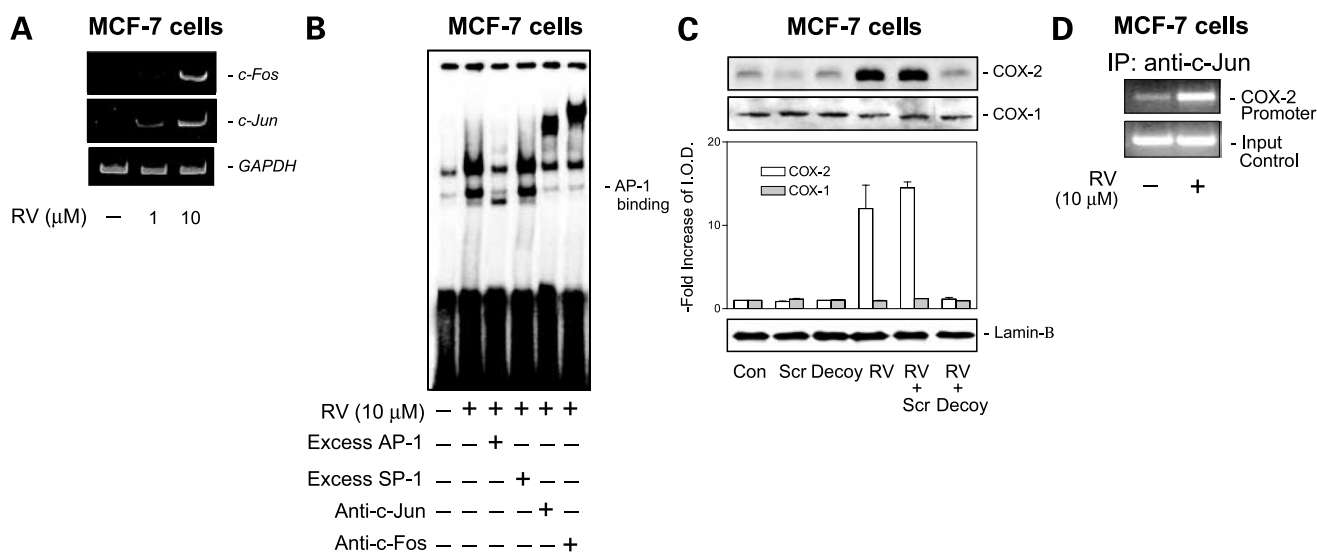 A
MCF-7 cells
- c-Fos
- c-Jun
- GAPDH
RV (µM) – 1 10
B
MCF-7 cells
- AP-1
binding
RV (10 µM) – + + + + +
Excess AP-1 – – + – – –
Excess SP-1 – – – + – –
Anti-c-Jun – – – – + –
Anti-c-Fos – – – – – +
C
MCF-7 cells
- COX-2
- COX-1
-Fold Increase of I.O.D.
20
10
0
COX-2
COX-1
- Lamin-B
Con Scr Decoy RV RV RV
+ +
Scr Decoy
D
MCF-7 cells
IP: anti-c-Jun
- COX-2
Promoter
- Input
Control
RV – +
(10 µM)